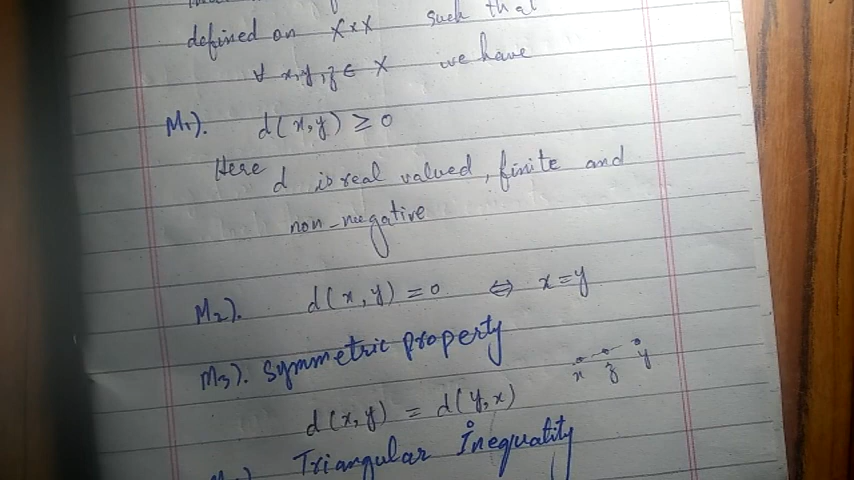 defined on X×X such that
∀ x,y,z ∈ X we have
M₁). d(x,y) ≥ 0
Here d is real valued, finite and
non-negative
M₂). d(x,y) = 0 ⇔ x=y
M₃). Symmetric property
x z y
d(x,y) = d(y,x)
Triangular Inequality